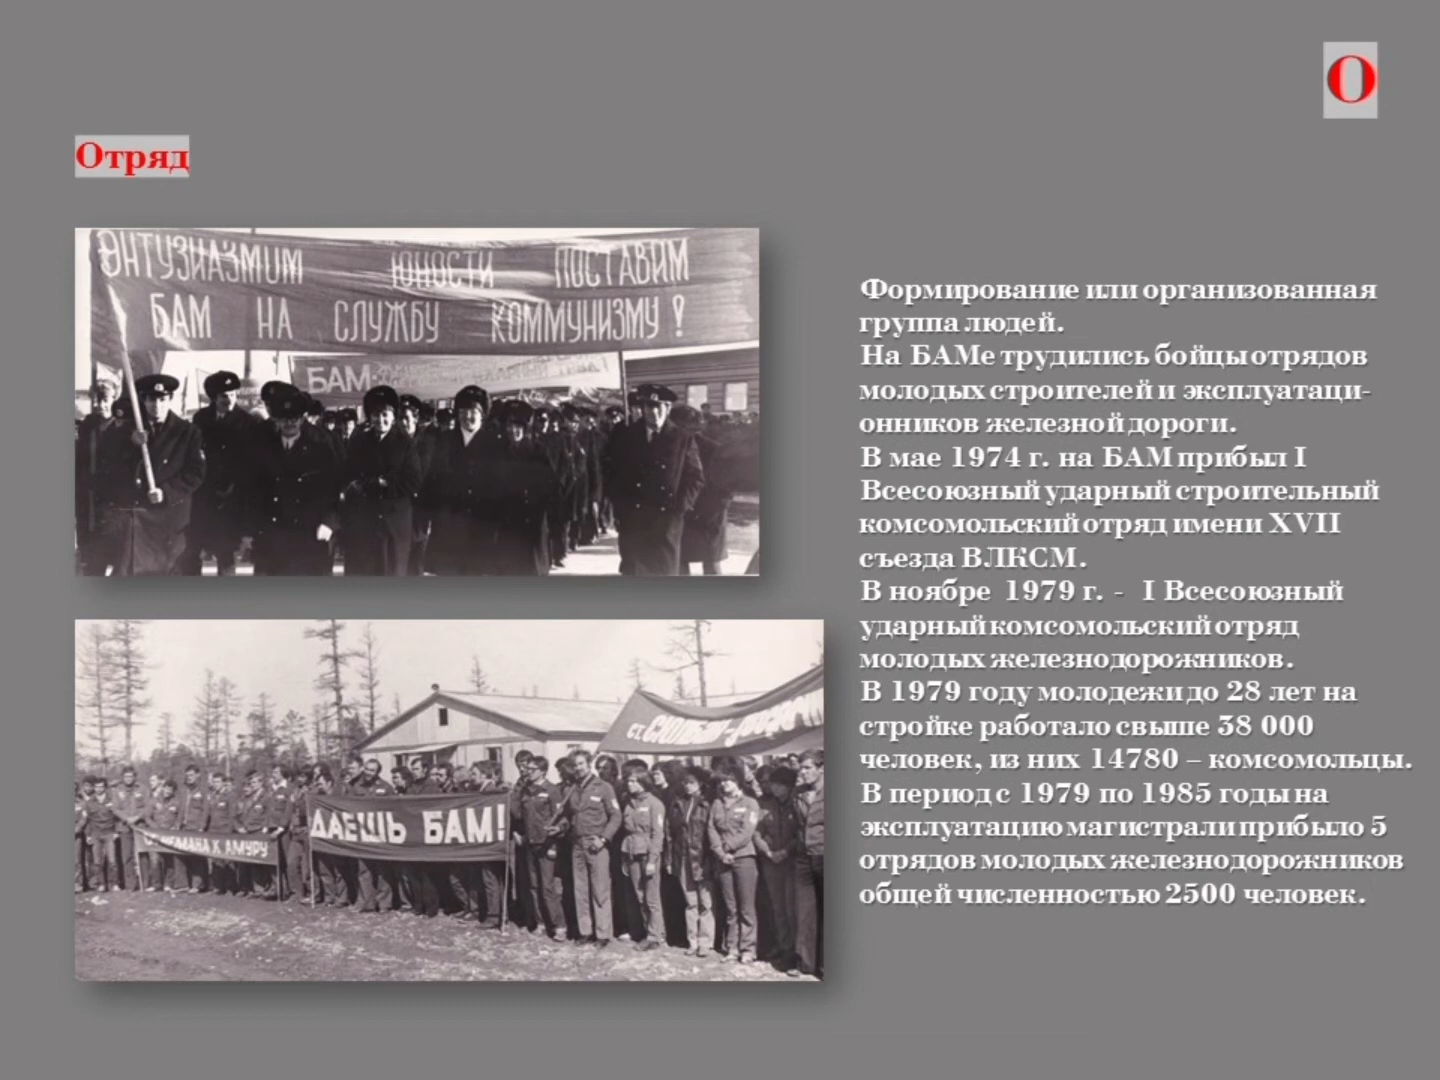 О
Отряд
ЭНТУЗИАЗМОМ ЮНОСТИ ПОСТАВИМ
БАМ НА СЛУЖБУ КОММУНИЗМУ!
БАМ-
ДАЕШЬ БАМ!
К АМУРУ
ст.
Формирование или организованная
группа людей.
На БАМе трудились бойцы отрядов
молодых строителей и эксплуатаци-
онников железной дороги.
В мае 1974 г. на БАМ прибыл I
Всесоюзный ударный строительный
комсомольский отряд имени XVII
съезда ВЛКСМ.
В ноябре 1979 г. - I Всесоюзный
ударный комсомольский отряд
молодых железнодорожников.
В 1979 году молодежи до 28 лет на
стройке работало свыше 38 000
человек, из них 14780 – комсомольцы.
В период с 1979 по 1985 годы на
эксплуатацию магистрали прибыло 5
отрядов молодых железнодорожников
общей численностью 2500 человек.